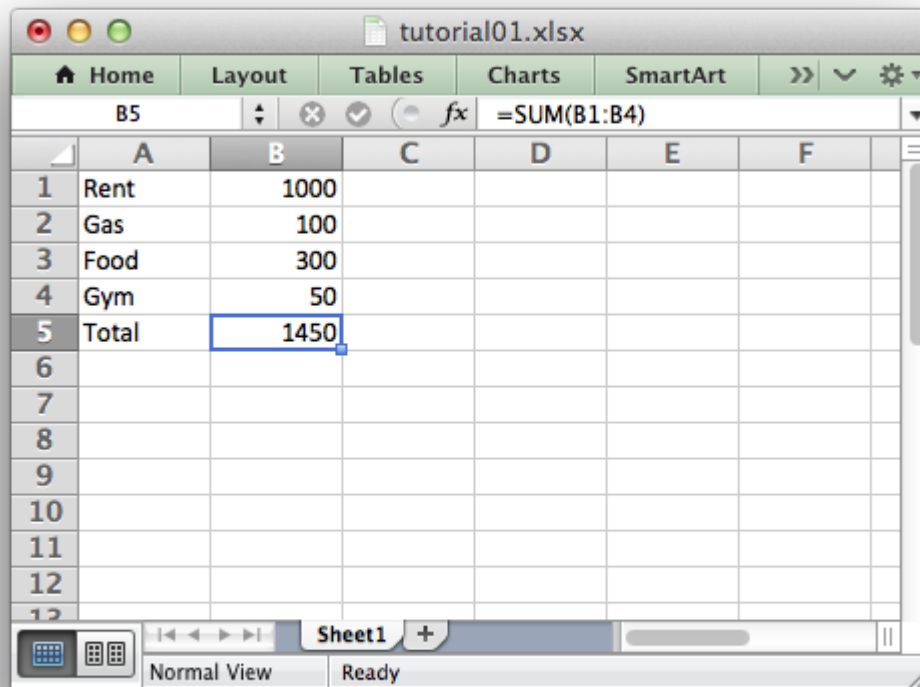 tutorial01.xlsx
Home Layout Tables Charts SmartArt
B5 fx =SUM(B1:B4)
A B C D E F
1 Rent 1000
2 Gas 100
3 Food 300
4 Gym 50
5 Total 1450
6
7
8
9
10
11
12
13
Sheet1 +
Normal View Ready